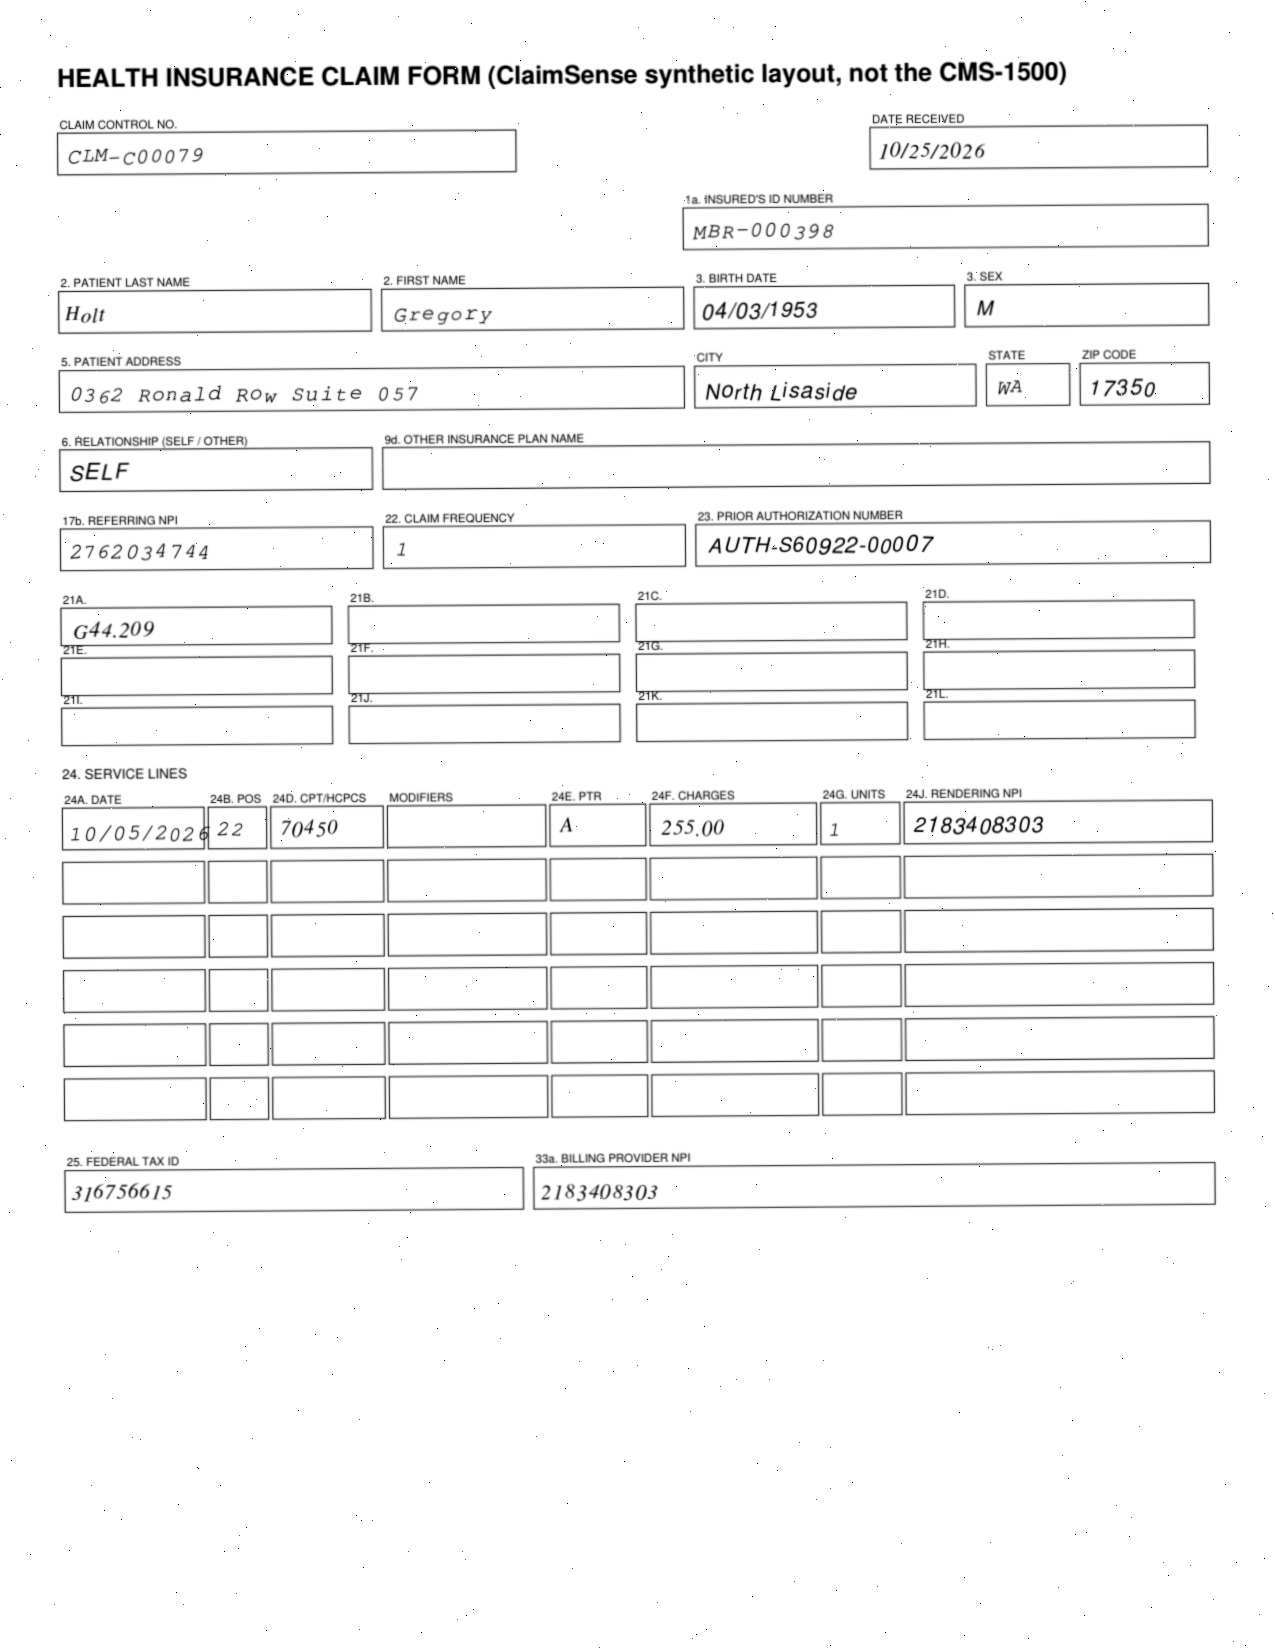 HEALTH INSURANCE CLAIM FORM (ClaimSense synthetic layout, not the CMS-1500)
CLAIM CONTROL NO.
CLM-C00079
DATE RECEIVED
10/25/2026
1a. INSURED'S ID NUMBER
MBR-000398
2. PATIENT LAST NAME
Holt
2. FIRST NAME
Gregory
3. BIRTH DATE
04/03/1953
3. SEX
M
5. PATIENT ADDRESS
0362 Ronald Row Suite 057
CITY
North Lisaside
STATE
WA
ZIP CODE
17350
6. RELATIONSHIP (SELF / OTHER)
SELF
9d. OTHER INSURANCE PLAN NAME
17b. REFERRING NPI
2762034744
22. CLAIM FREQUENCY
1
23. PRIOR AUTHORIZATION NUMBER
AUTH-S60922-00007
21A.
G44.209
21B.
21C.
21D.
21E.
21F.
21G.
21H.
21I.
21J.
21K.
21L.
24. SERVICE LINES
24A. DATE 24B. POS 24D. CPT/HCPCS MODIFIERS 24E. PTR 24F. CHARGES 24G. UNITS 24J. RENDERING NPI
10/05/2026 22 70450 A 255.00 1 2183408303
25. FEDERAL TAX ID
316756615
33a. BILLING PROVIDER NPI
2183408303